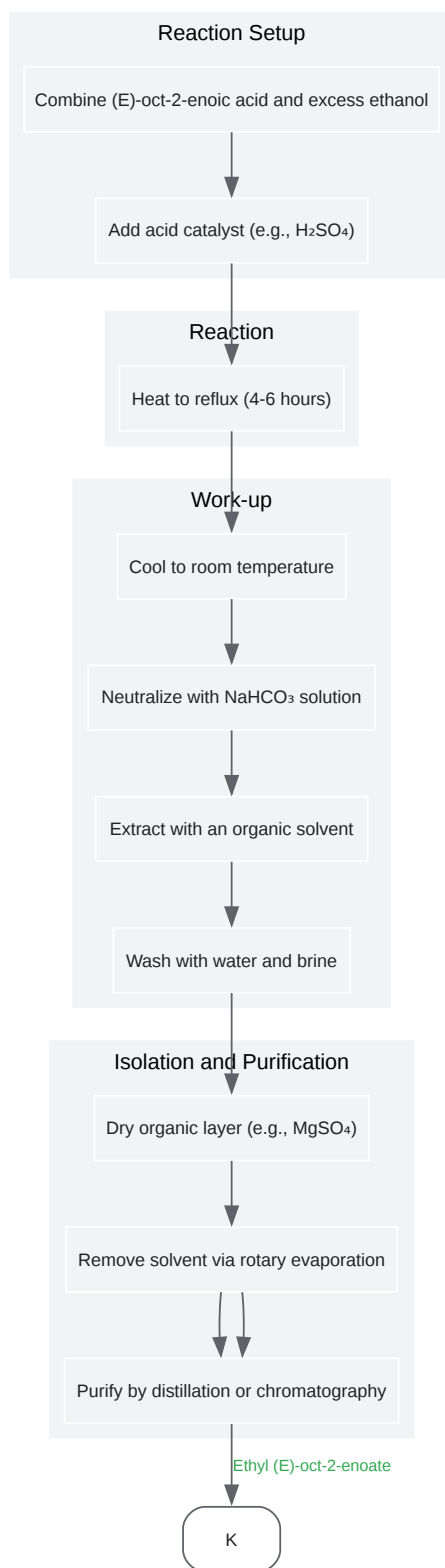 Reaction Setup
Combine (E)-oct-2-enoic acid and excess ethanol
Add acid catalyst (e.g., H₂SO₄)
Reaction
Heat to reflux (4-6 hours)
Work-up
Cool to room temperature
Neutralize with NaHCO₃ solution
Extract with an organic solvent
Wash with water and brine
Isolation and Purification
Dry organic layer (e.g., MgSO₄)
Remove solvent via rotary evaporation
Purify by distillation or chromatography
Ethyl (E)-oct-2-enoate
K